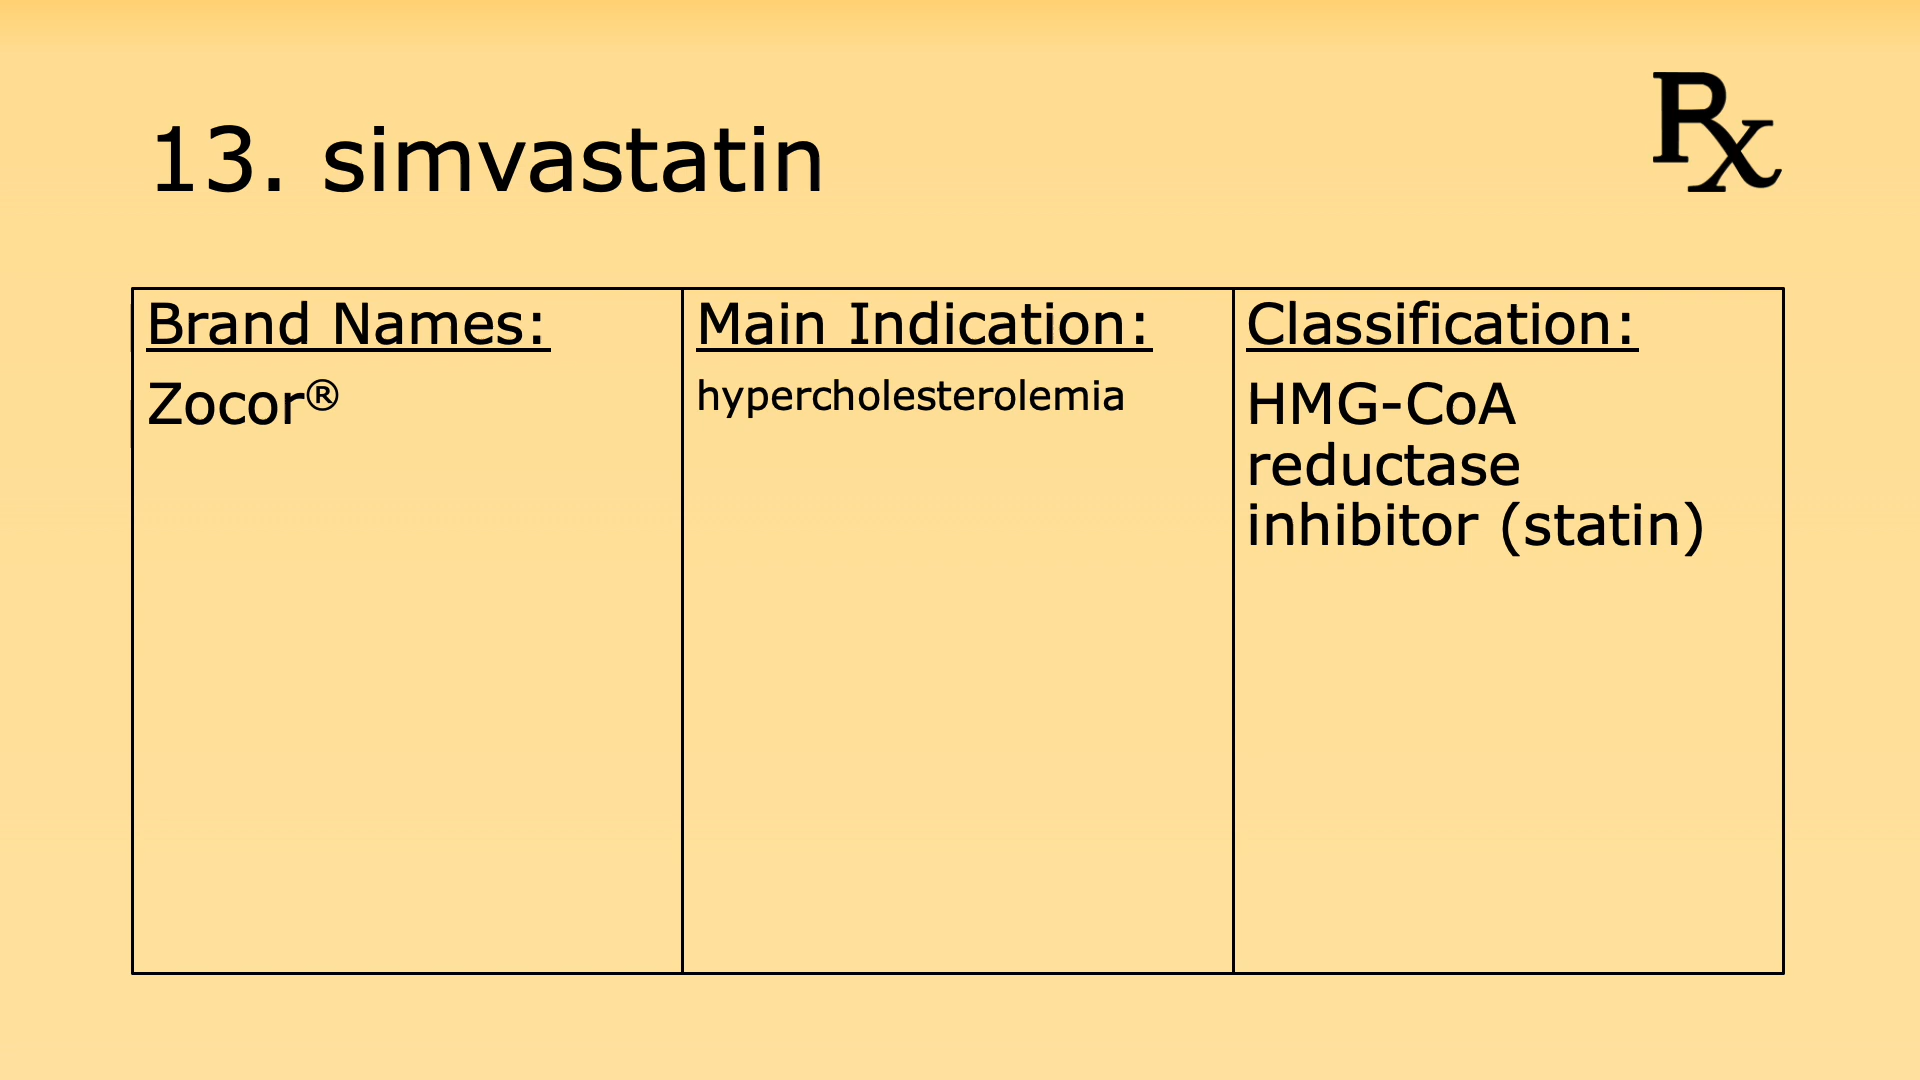 13. simvastatin
Rx
Brand Names:
Zocor®
Main Indication:
hypercholesterolemia
Classification:
HMG-CoA
reductase
inhibitor (statin)